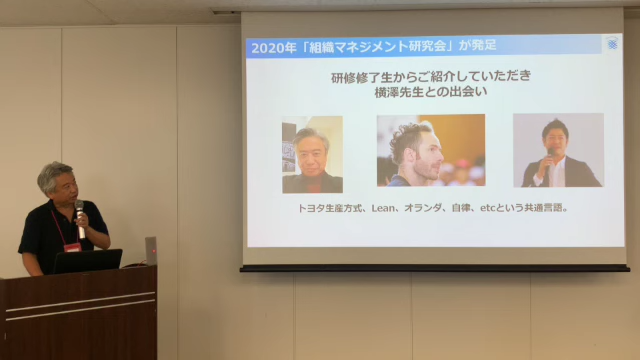 2020年「組織マネジメント研究会」が発足
研修修了生からご紹介していただき
横澤先生との出会い
トヨタ生産方式、Lean、オランダ、自律、etcという共通言語。